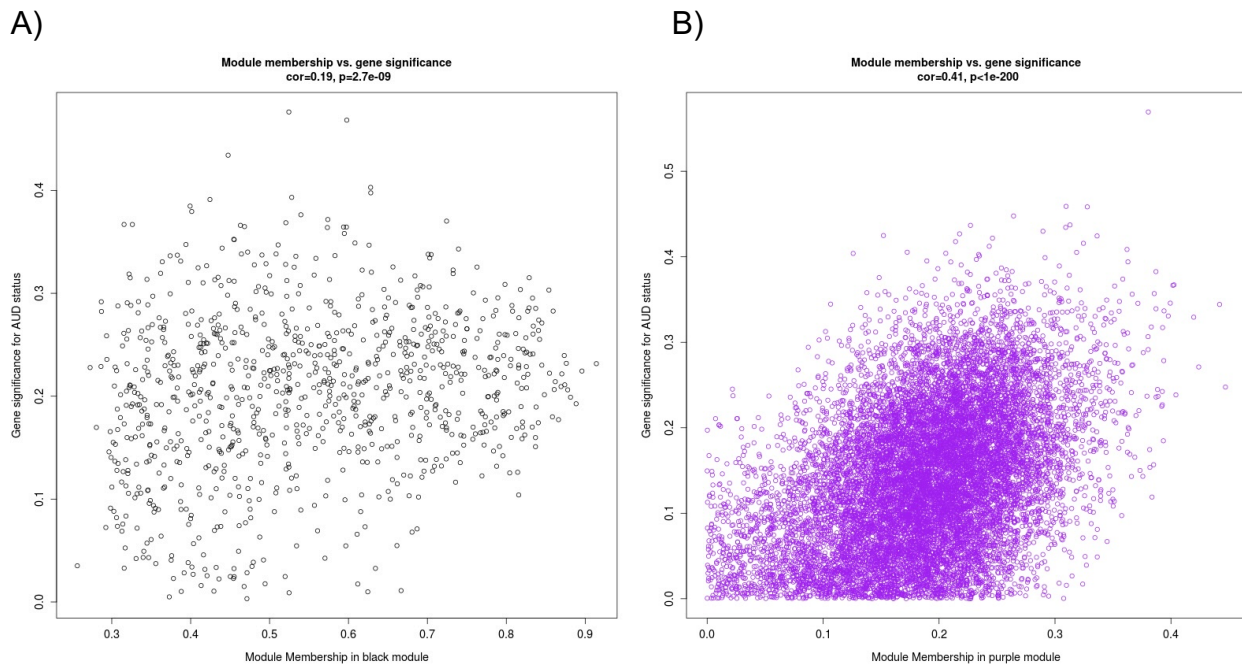 A)
Module membership vs. gene significance
cor=0.19, p=2.7e-09
Gene significance for AUD status
0.4
0.3
0.2
0.1
0.0
0.3 0.4 0.5 0.6 0.7 0.8 0.9
Module Membership in black module
B)
Module membership vs. gene significance
cor=0.41, p<1e-200
Gene significance for AUD status
0.5
0.4
0.3
0.2
0.1
0.0
0.0 0.1 0.2 0.3 0.4
Module Membership in purple module